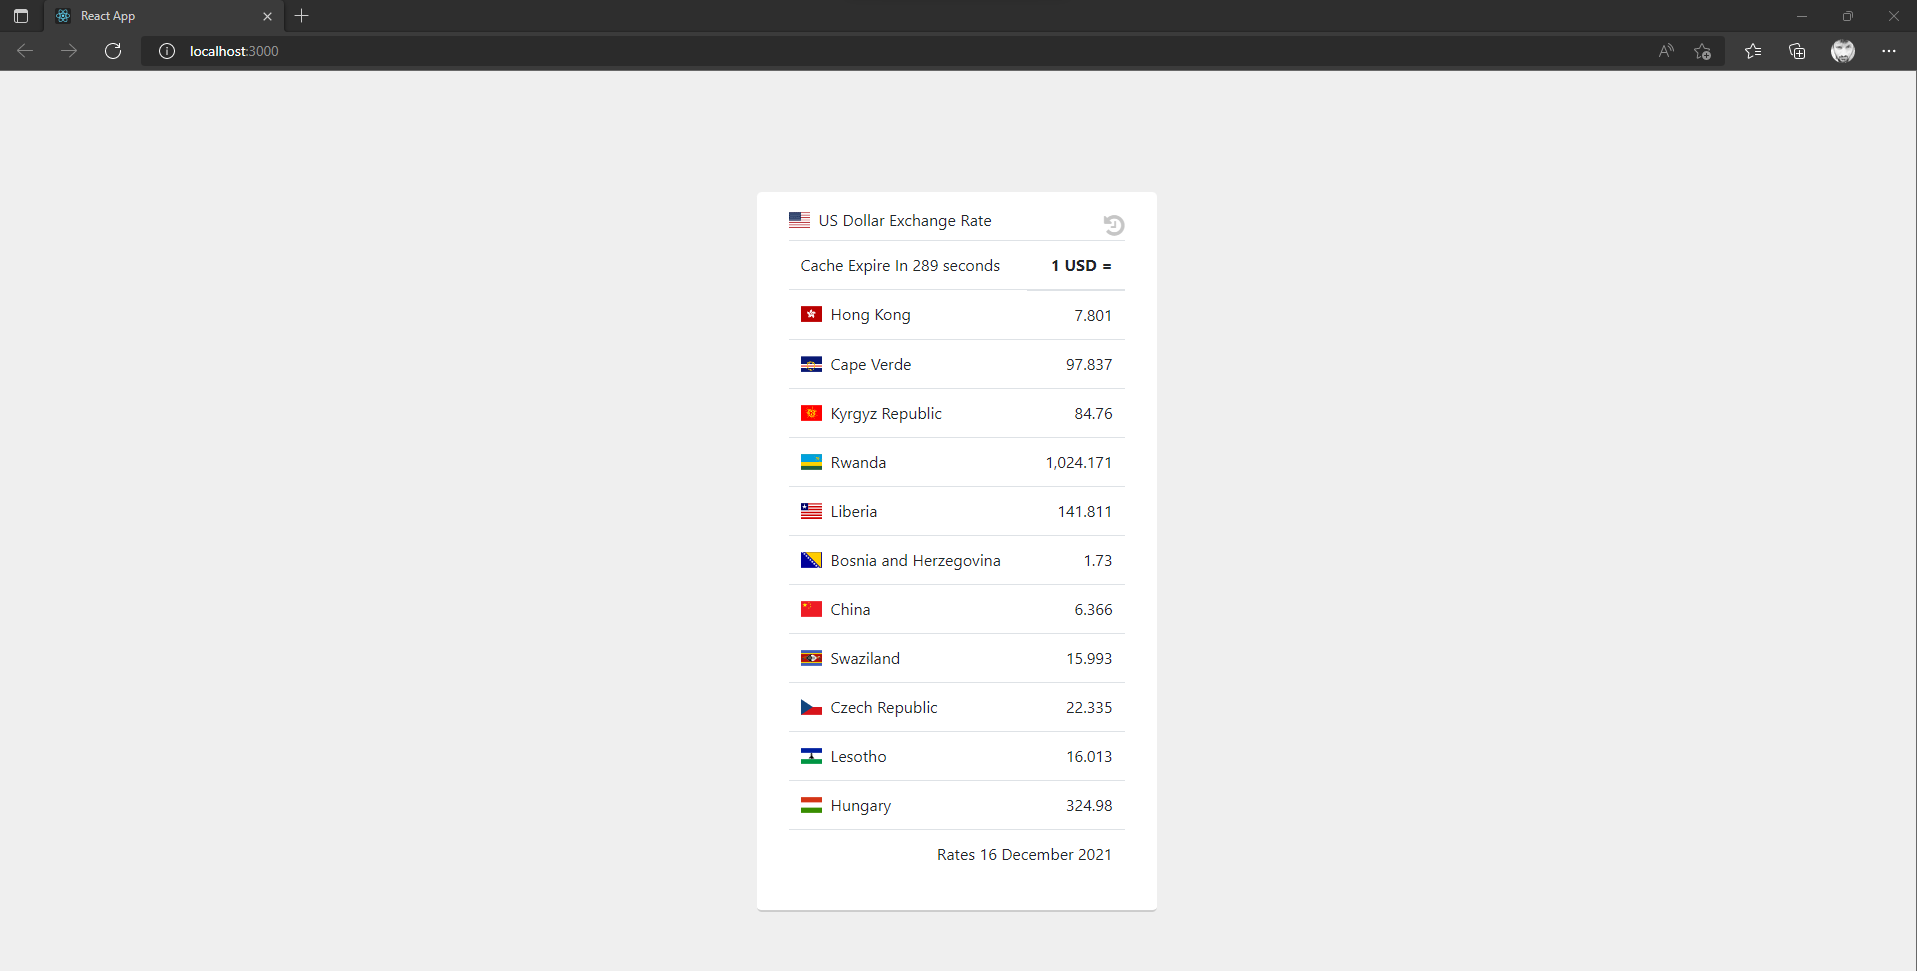 React App
localhost:3000
US Dollar Exchange Rate
Cache Expire In 289 seconds 1 USD =
Hong Kong 7.801
Cape Verde 97.837
Kyrgyz Republic 84.76
Rwanda 1,024.171
Liberia 141.811
Bosnia and Herzegovina 1.73
China 6.366
Swaziland 15.993
Czech Republic 22.335
Lesotho 16.013
Hungary 324.98
Rates 16 December 2021